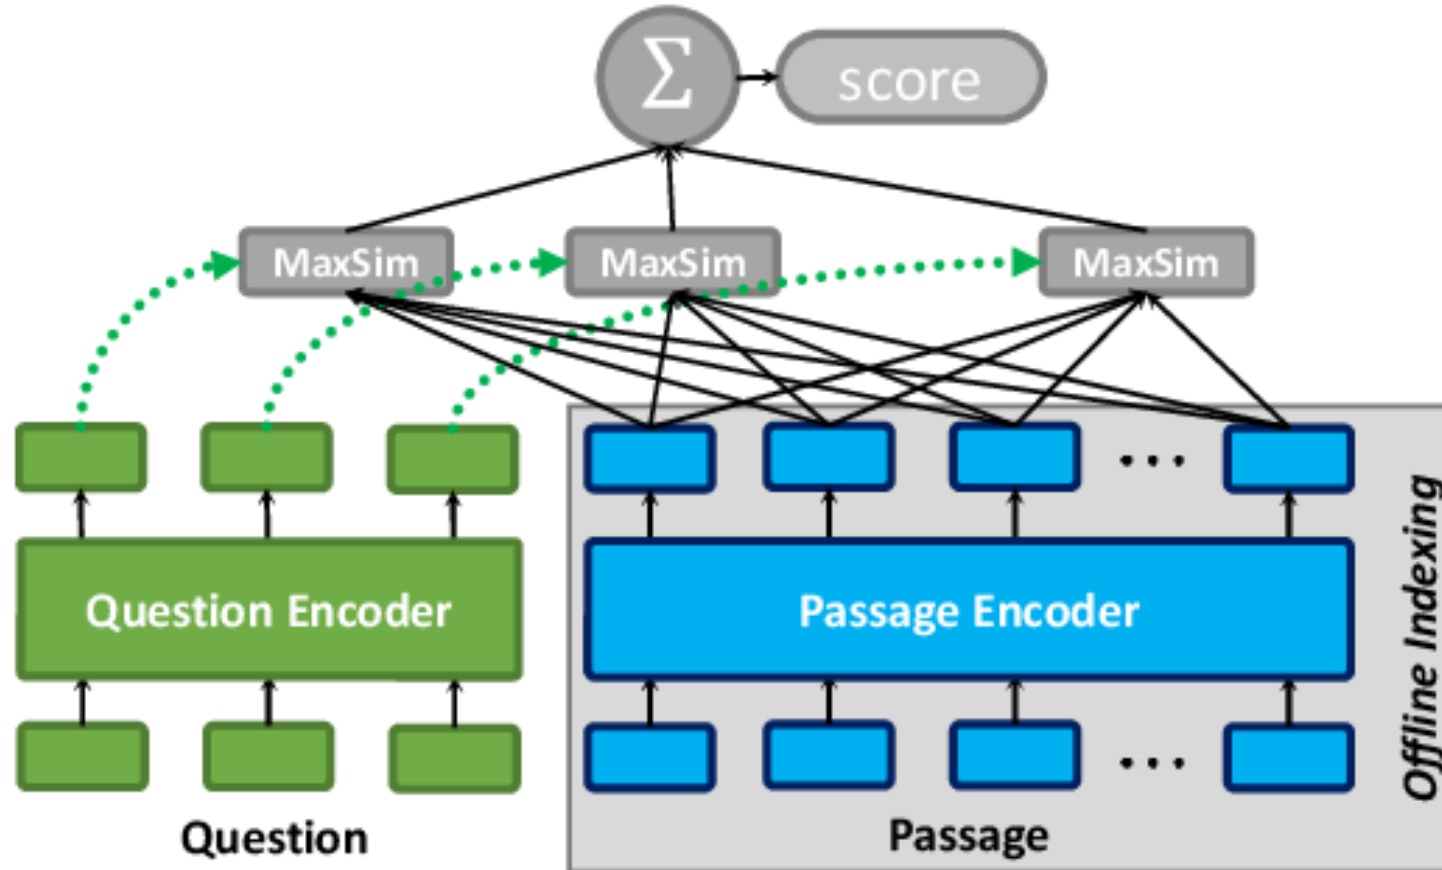 Σ
score
MaxSim
MaxSim
MaxSim
Question Encoder
Passage Encoder
Offline Indexing
...
...
Question
Passage